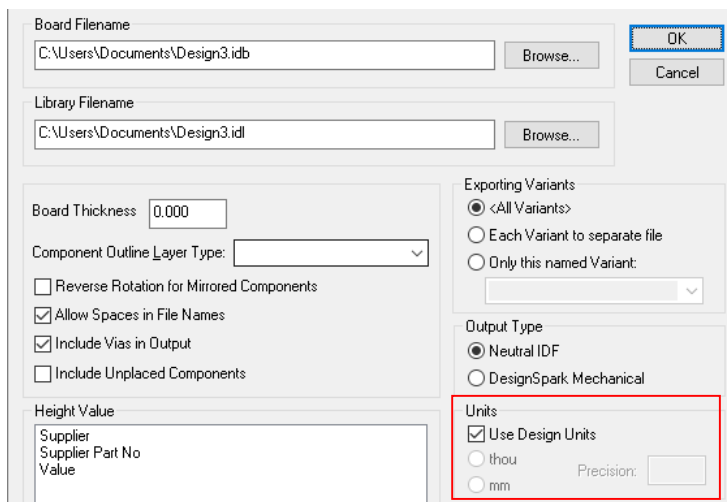 Board Filename
C:\Users\Documents\Design3.idb
Browse...
OK
Cancel
Library Filename
C:\Users\Documents\Design3.idl
Browse...
Board Thickness 0.000
Component Outline Layer Type:
Reverse Rotation for Mirrored Components
Allow Spaces in File Names
Include Vias in Output
Include Unplaced Components
Exporting Variants
<All Variants>
Each Variant to separate file
Only this named Variant:
Output Type
Neutral IDF
DesignSpark Mechanical
Height Value
Supplier
Supplier Part No
Value
Units
Use Design Units
thou
mm
Precision: